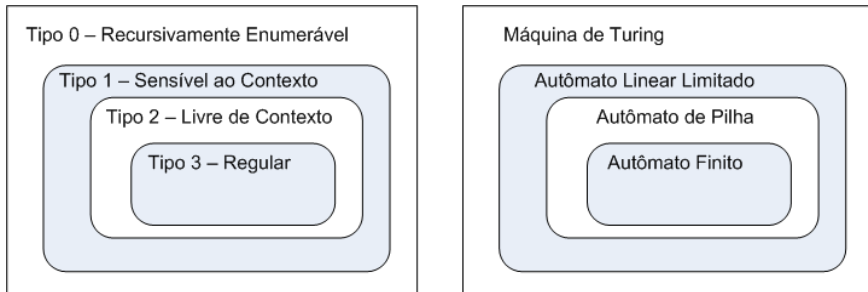 Tipo 0 – Recursivamente Enumerável
Tipo 1 – Sensível ao Contexto
Tipo 2 – Livre de Contexto
Tipo 3 – Regular
Máquina de Turing
Autômato Linear Limitado
Autômato de Pilha
Autômato Finito